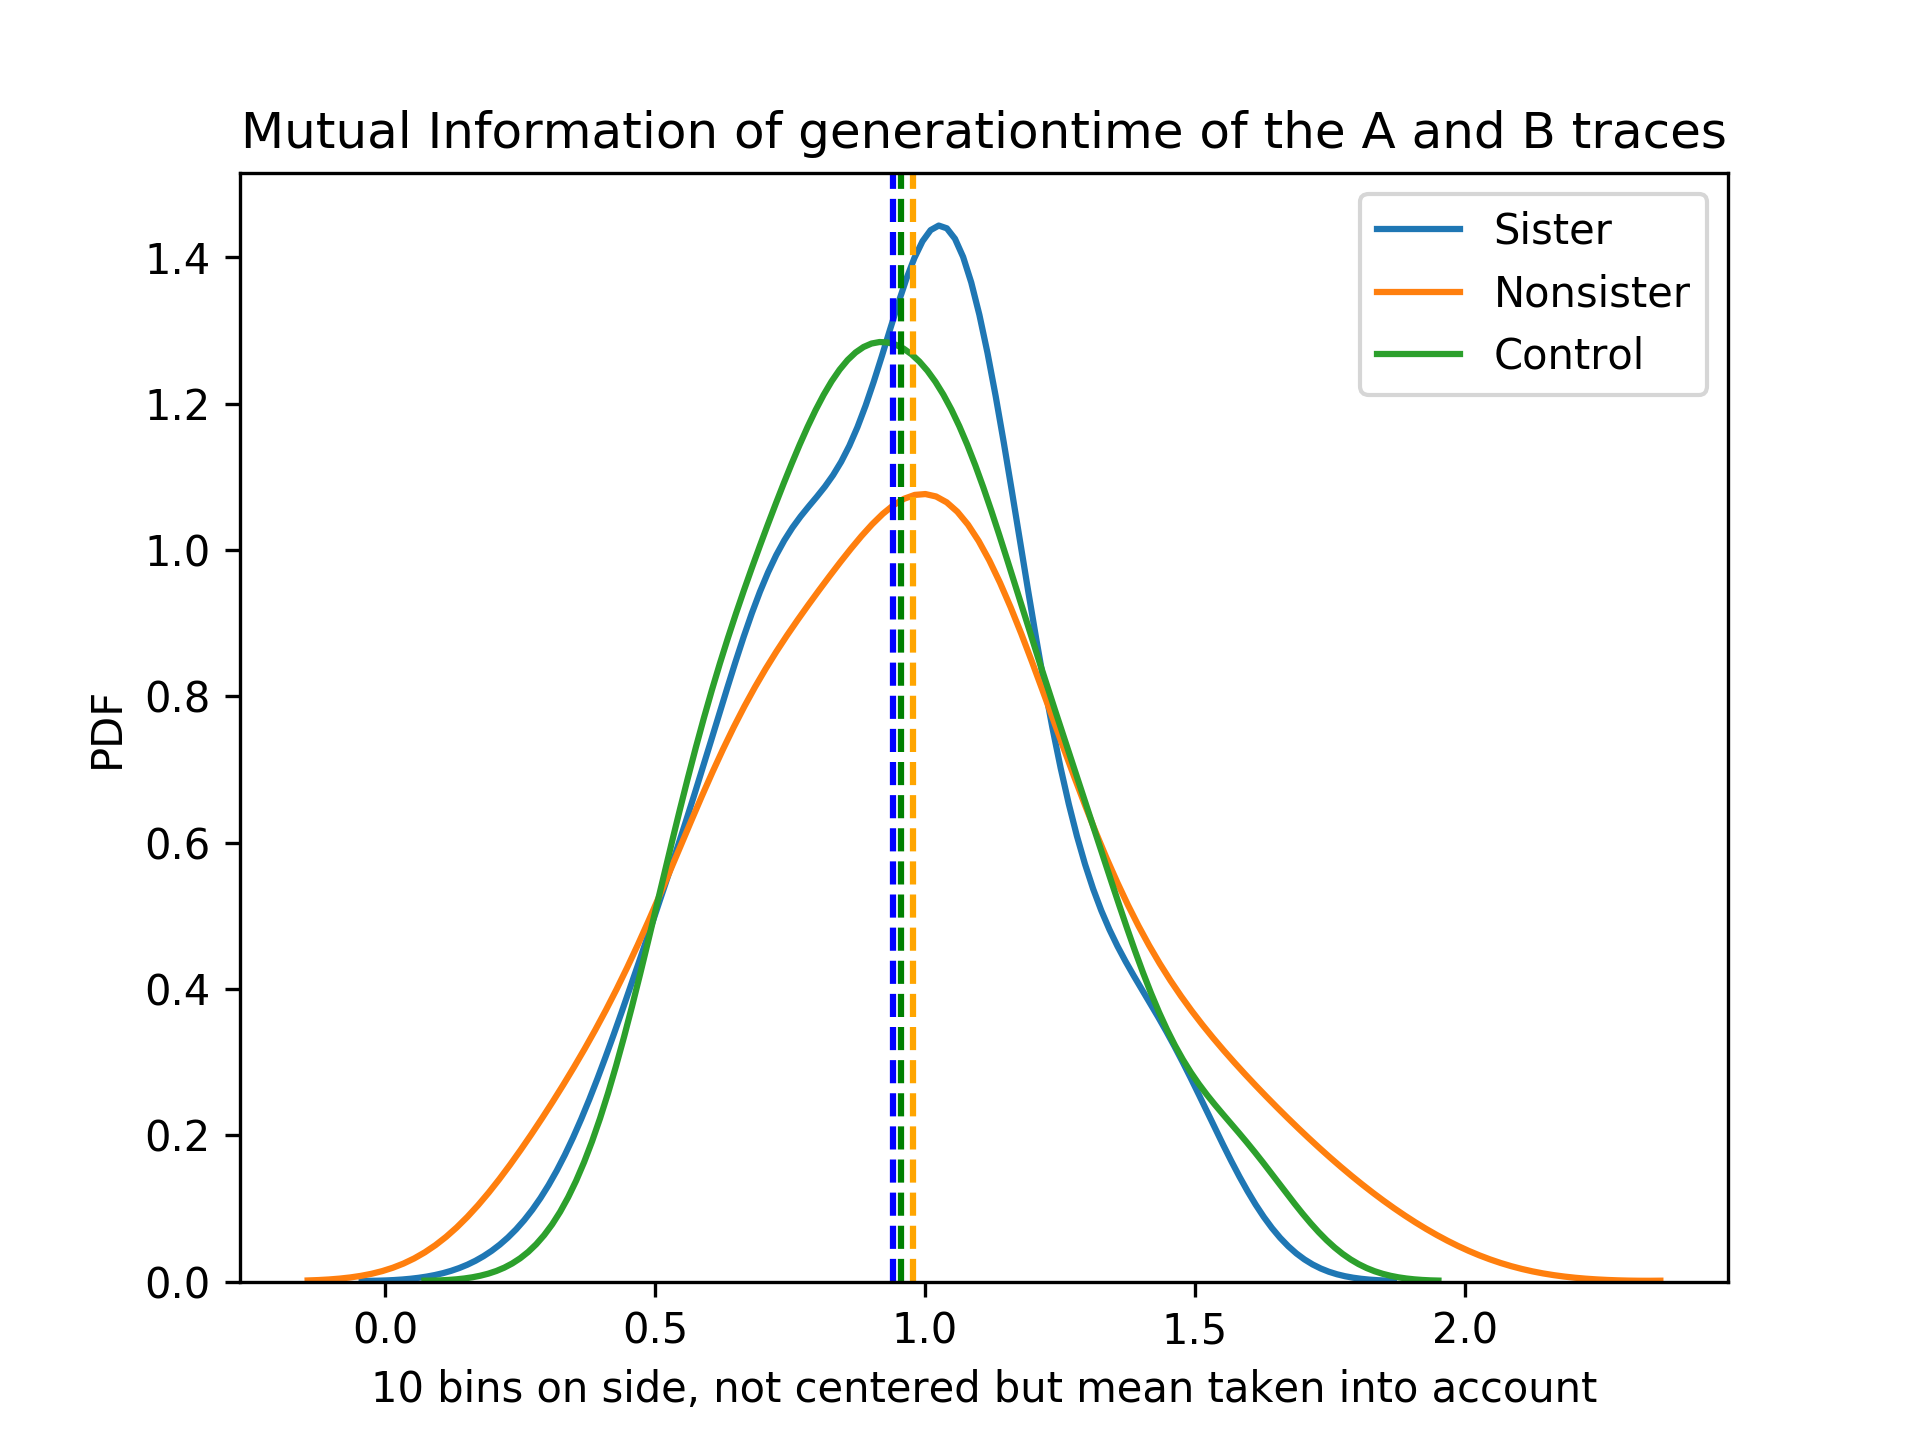 Mutual Information of generationtime of the A and B traces
Sister
Nonsister
Control
PDF
1.4
1.2
1.0
0.8
0.6
0.4
0.2
0.0
0.0 0.5 1.0 1.5 2.0
10 bins on side, not centered but mean taken into account